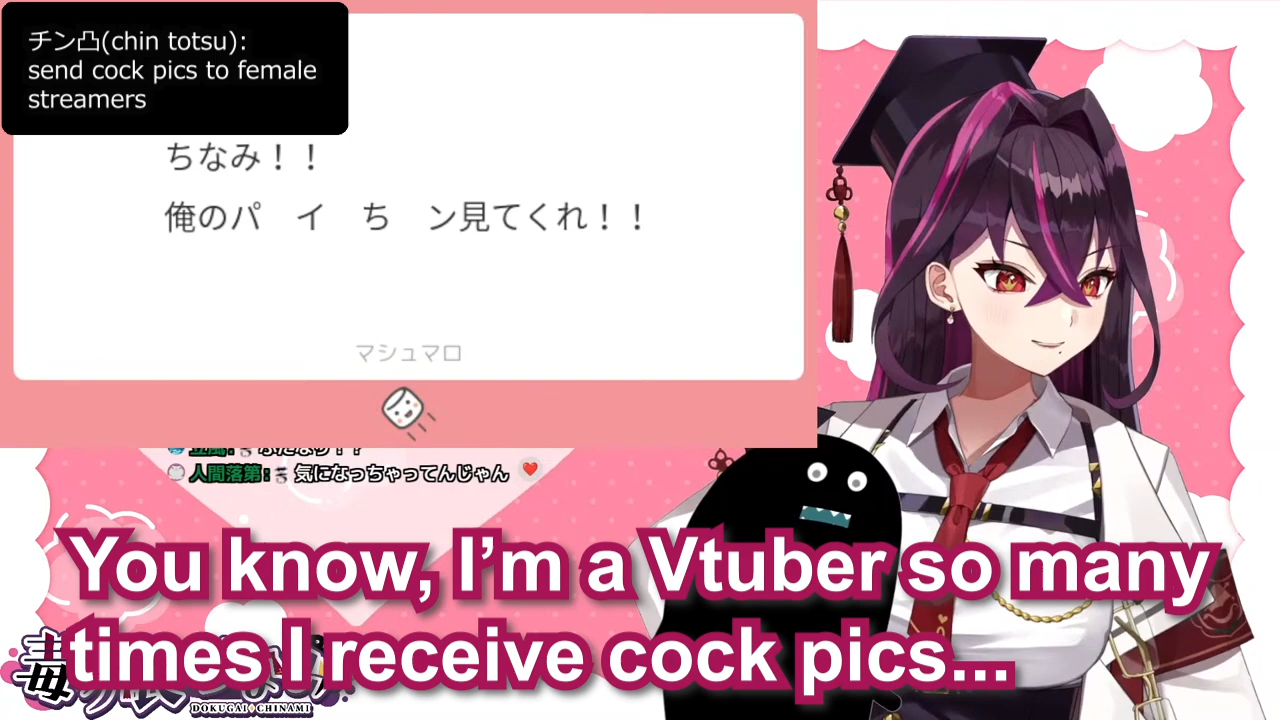 チン凸(chin totsu):
send cock pics to female
streamers
ちなみ！！
俺のパ　イ　ち　ン見てくれ！！
マシュマロ
人間落第: 気になっちゃってんじゃん
You know, I’m a Vtuber so many
times I receive cock pics...
毒
DOKUGAI CHINAMI